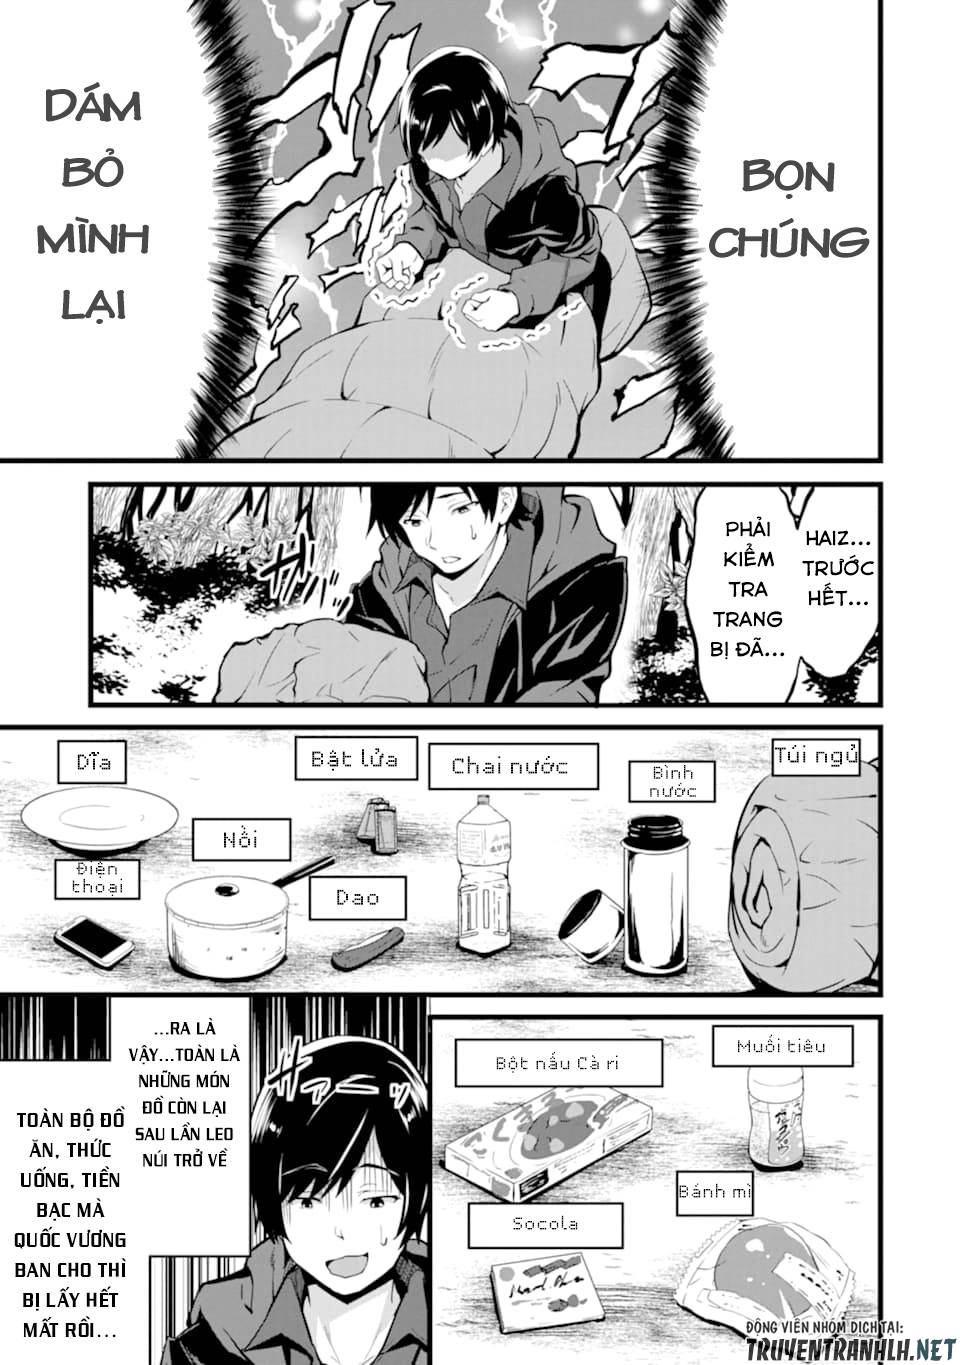 BỌN
CHÚNG
DÁM
BỎ
MÌNH
LẠI
HAIZ...
TRƯỚC
HẾT...
PHẢI
KIỂM
TRA
TRANG
BỊ ĐÃ...
Dĩa
Bật lửa
Chai nước
Bình
nước
Túi ngủ
Nồi
Điện
thoại
Dao
...RA LÀ
VẬY...TOÀN LÀ
NHỮNG MÓN
ĐỒ CÒN LẠI
SAU LẦN LEO
NÚI TRỞ VỀ
TOÀN BỘ ĐỒ
ĂN, THỨC
UỐNG, TIỀN
BẠC MÀ
QUỐC VƯƠNG
BAN CHO THÌ
BỊ LẤY HẾT
MẤT RỒI...
Bột nấu Cà ri
Muối tiêu
Socola
Bánh mì
ĐỘNG VIÊN NHÓM DỊCH TẠI:
TRUYENTRANHLH.NET